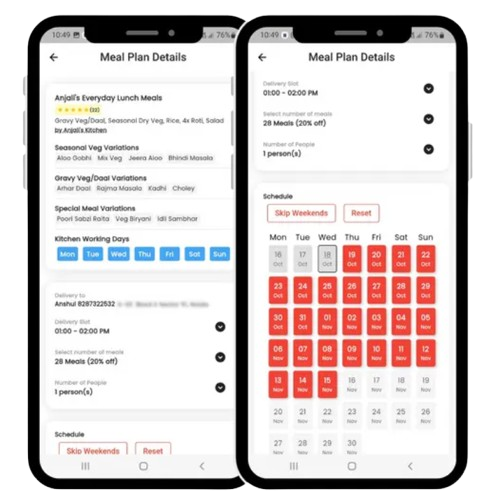 10:49
76%
Meal Plan Details
Anjali's Everyday Lunch Meals
(22)
Gravy Veg/Daal, Seasonal Dry Veg, Rice, 4x Roti, Salad
by Anjali's Kitchen
Seasonal Veg Variations
Aloo Gobhi Mix Veg Jeera Aloo Bhindi Masala
Gravy Veg/Daal Variations
Arhar Daal Rajma Masala Kadhi Choley
Special Meal Variations
Poori Sabzi Raita Veg Biryani Idli Sambhar
Kitchen Working Days
Mon Tue Wed Thu Fri Sat Sun
Delivery to
Anshul 8287322532
Delivery Slot
01:00 - 02:00 PM
Select number of meals
28 Meals (20% off)
Number of People
1 person(s)
Schedule
Skip Weekends Reset
10:49
76%
Meal Plan Details
Delivery Slot
01:00 - 02:00 PM
Select number of meals
28 Meals (20% off)
Number of People
1 person(s)
Schedule
Skip Weekends Reset
Mon Tue Wed Thu Fri Sat Sun
16 17 18 19 20 21 22
Oct Oct Oct Oct Oct Oct Oct
23 24 25 26 27 28 29
Oct Oct Oct Oct Oct Oct Oct
30 31 01 02 03 04 05
Oct Oct Nov Nov Nov Nov Nov
06 07 08 09 10 11 12
Nov Nov Nov Nov Nov Nov Nov
13 14 15 16 17 18 19
Nov Nov Nov Nov Nov Nov Nov
20 21 22 23 24 25 26
Nov Nov Nov Nov Nov Nov Nov
27 28 29 30
Nov Nov Nov Nov